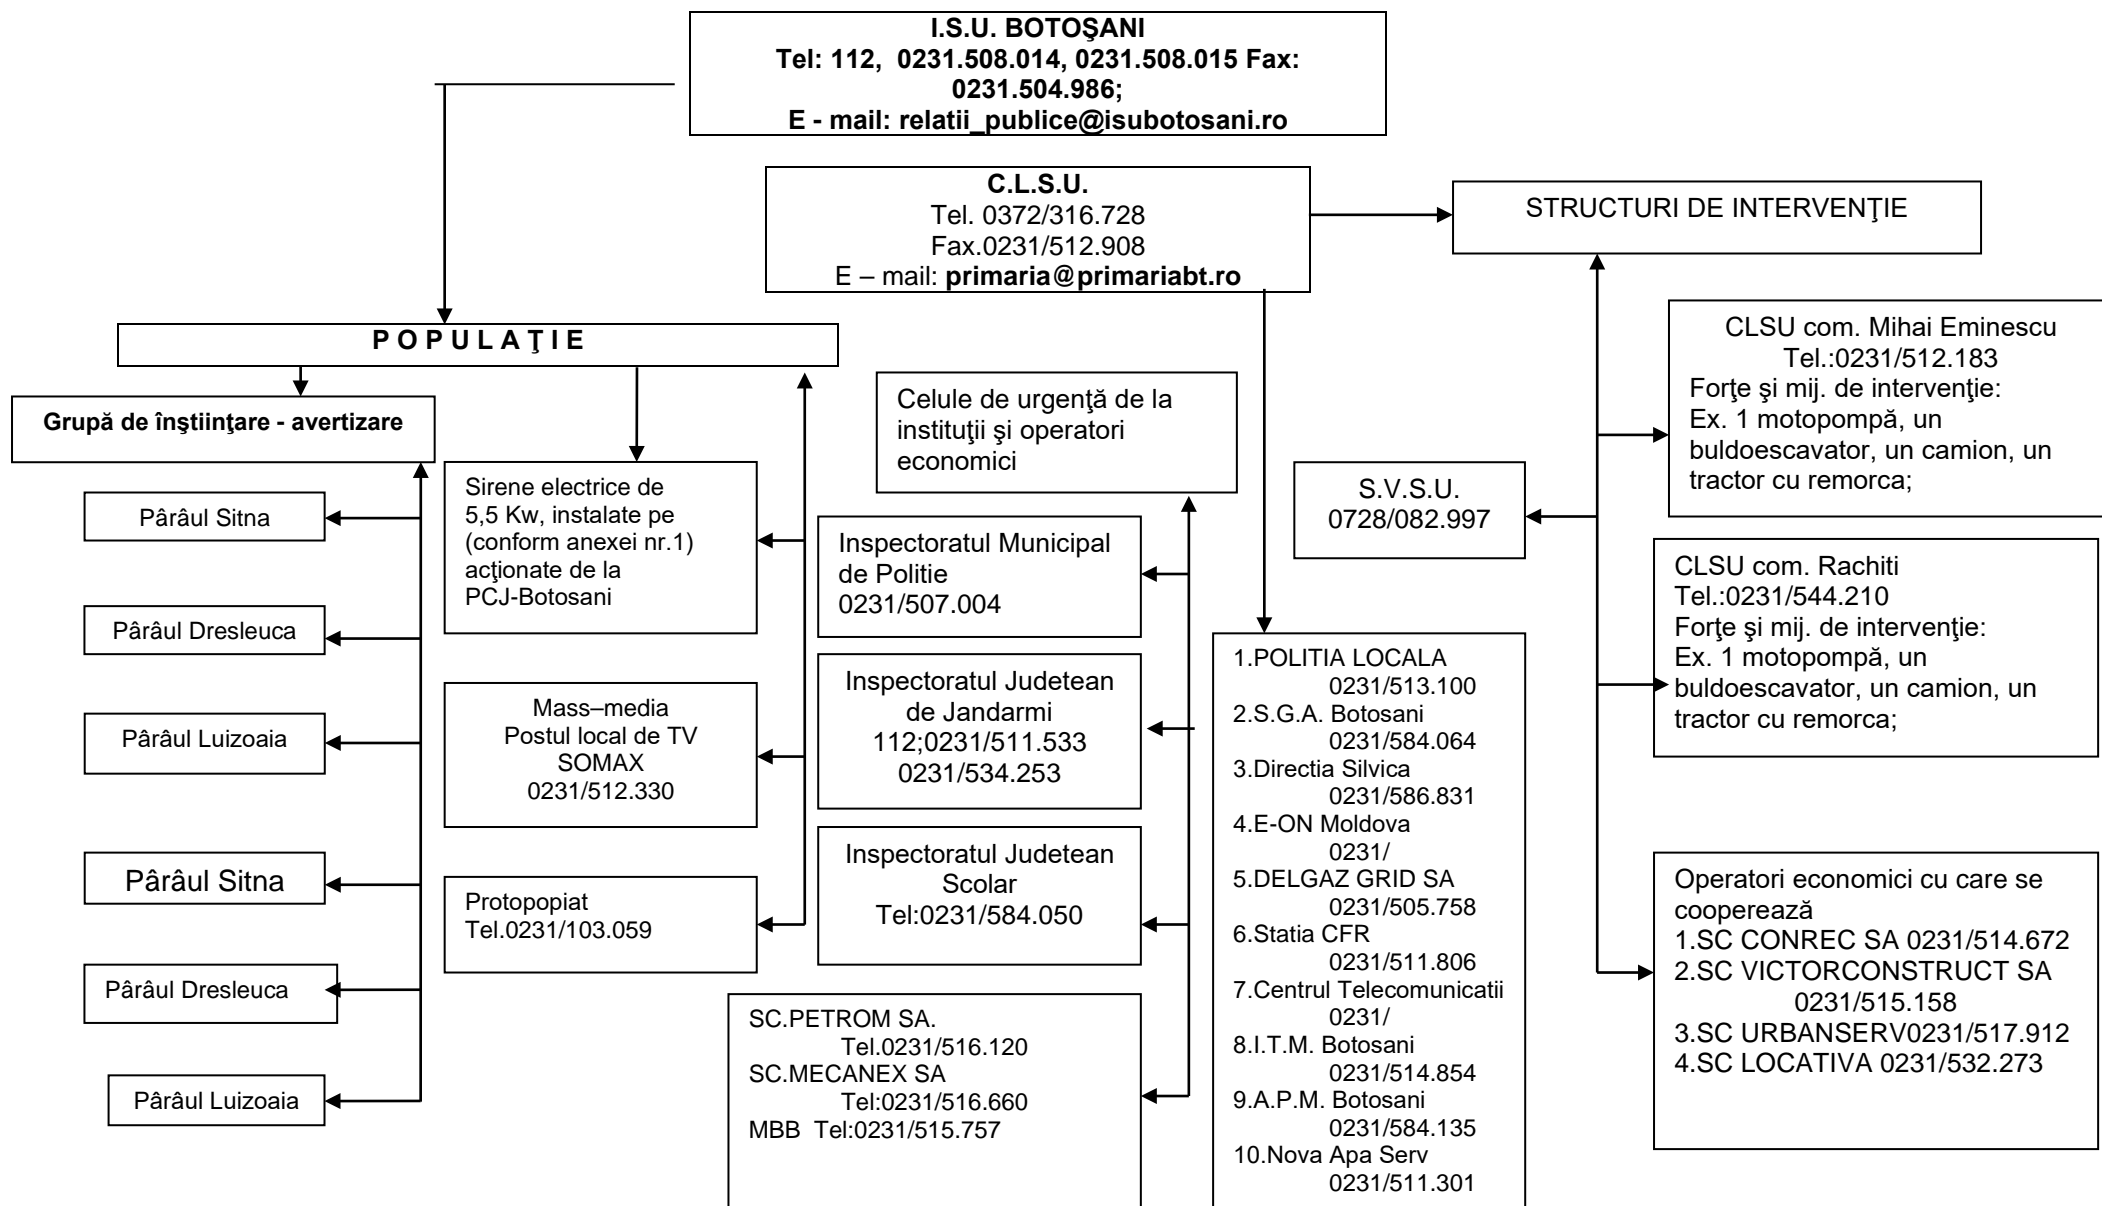 I.S.U. BOTOŞANI
Tel: 112, 0231.508.014, 0231.508.015 Fax:
0231.504.986;
E - mail: relatii_publice@isubotosani.ro
C.L.S.U.
Tel. 0372/316.728
Fax.0231/512.908
E – mail: primaria@primariabt.ro
STRUCTURI DE INTERVENŢIE
P O P U L A Ţ I E
Grupă de înştiinţare - avertizare
Pârâul Sitna
Pârâul Dresleuca
Pârâul Luizoaia
Pârâul Sitna
Pârâul Dresleuca
Pârâul Luizoaia
Sirene electrice de
5,5 Kw, instalate pe
(conform anexei nr.1)
acţionate de la
PCJ-Botosani
Mass–media
Postul local de TV
SOMAX
0231/512.330
Protopopiat
Tel.0231/103.059
Celule de urgenţă de la
instituţii şi operatori
economici
Inspectoratul Municipal
de Politie
0231/507.004
Inspectoratul Judetean
de Jandarmi
112;0231/511.533
0231/534.253
Inspectoratul Judetean
Scolar
Tel:0231/584.050
SC.PETROM SA.
Tel.0231/516.120
SC.MECANEX SA
Tel:0231/516.660
MBB Tel:0231/515.757
1.POLITIA LOCALA
0231/513.100
2.S.G.A. Botosani
0231/584.064
3.Directia Silvica
0231/586.831
4.E-ON Moldova
0231/
5.DELGAZ GRID SA
0231/505.758
6.Statia CFR
0231/511.806
7.Centrul Telecomunicatii
0231/
8.I.T.M. Botosani
0231/514.854
9.A.P.M. Botosani
0231/584.135
10.Nova Apa Serv
0231/511.301
S.V.S.U.
0728/082.997
CLSU com. Mihai Eminescu
Tel.:0231/512.183
Forţe şi mij. de intervenţie:
Ex. 1 motopompă, un
buldoescavator, un camion, un
tractor cu remorca;
CLSU com. Rachiti
Tel.:0231/544.210
Forţe şi mij. de intervenţie:
Ex. 1 motopompă, un
buldoescavator, un camion, un
tractor cu remorca;
Operatori economici cu care se
cooperează
1.SC CONREC SA 0231/514.672
2.SC VICTORCONSTRUCT SA
0231/515.158
3.SC URBANSERV0231/517.912
4.SC LOCATIVA 0231/532.273